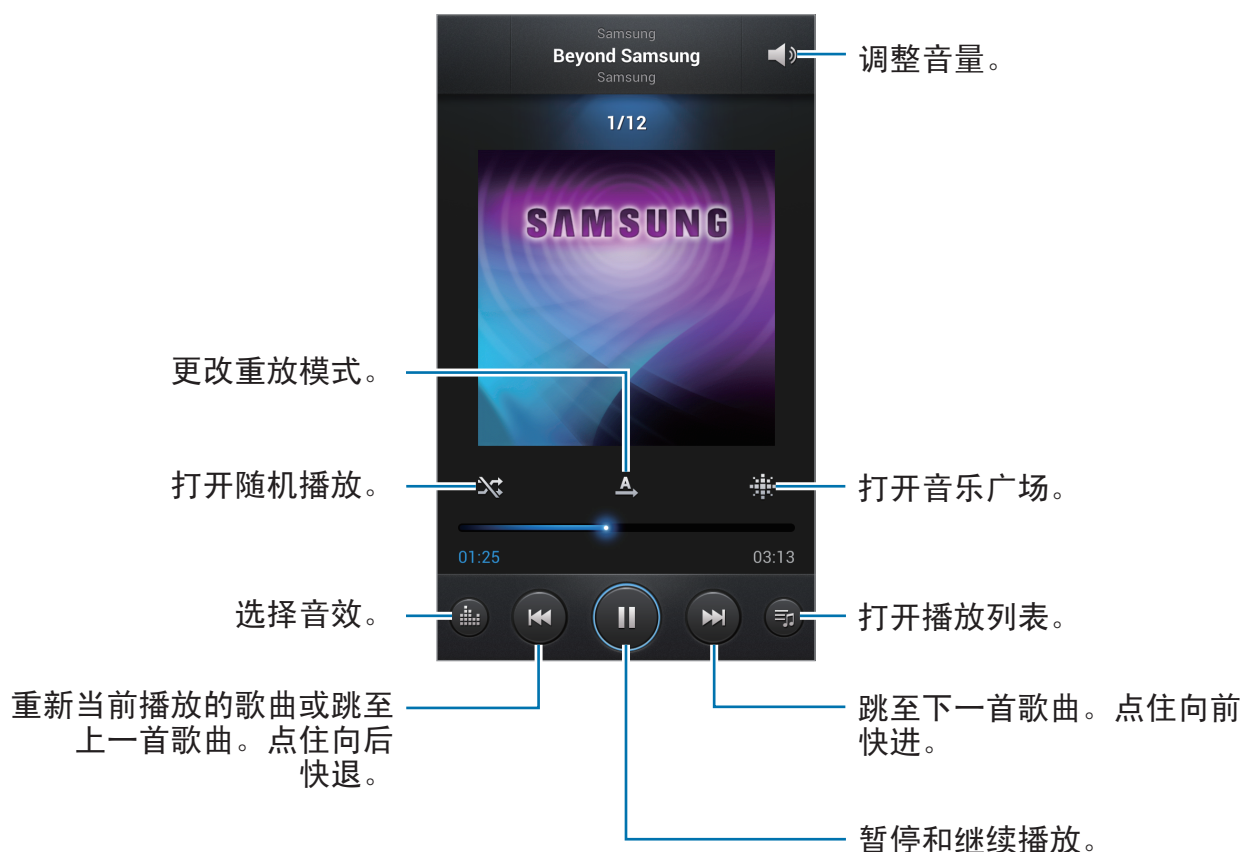 Samsung
Beyond Samsung
Samsung
调整音量。
1/12
SAMSUNG
更改重放模式。
打开随机播放。
A
打开音乐广场。
01:25
03:13
选择音效。
打开播放列表。
重新当前播放的歌曲或跳至
上一首歌曲。点住向后
快退。
跳至下一首歌曲。点住向前
快进。
暂停和继续播放。